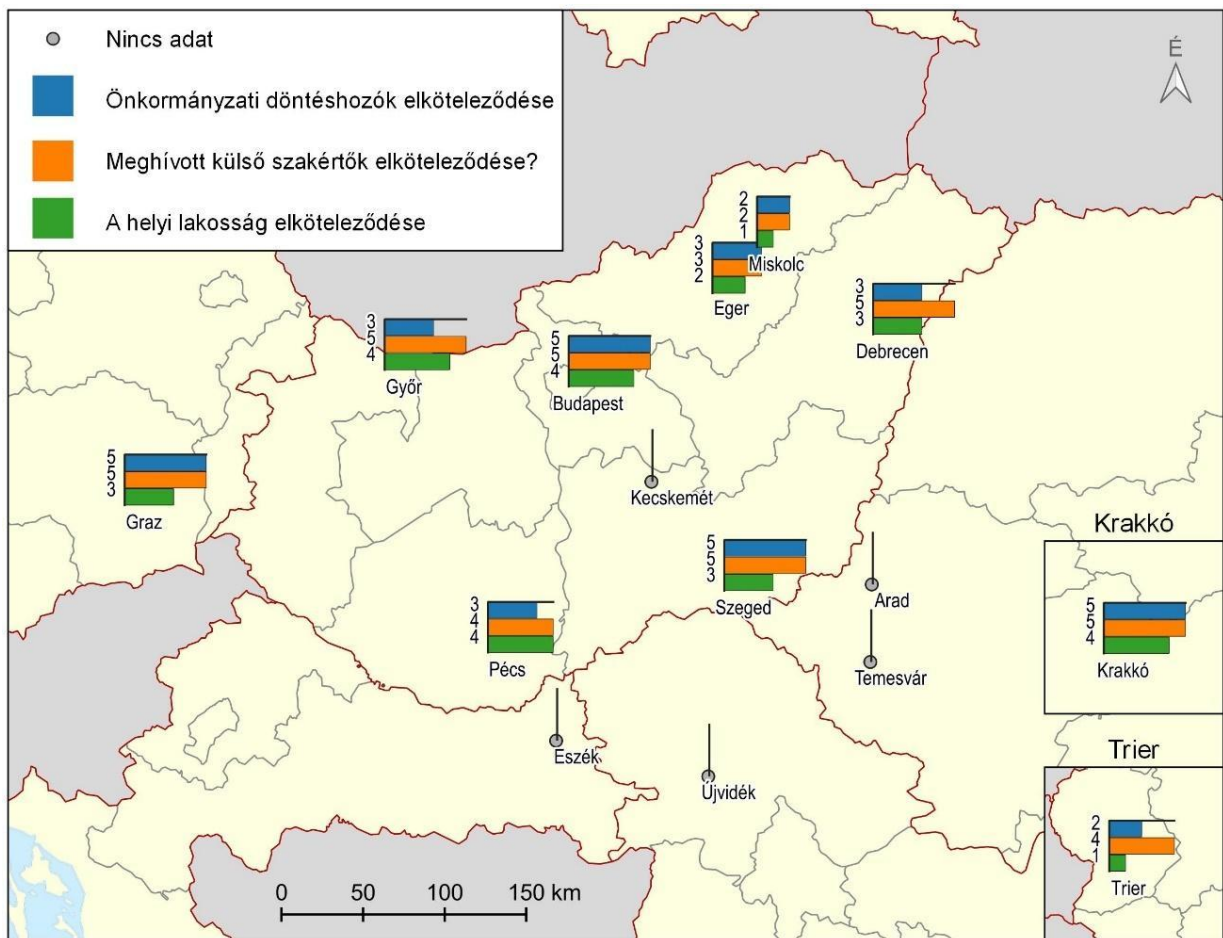 Nincs adat
Önkormányzati döntéshozók elköteleződése
Meghívott külső szakértők elköteleződése?
A helyi lakosság elköteleződése
É
2
2
1
Miskolc
3
3
2
Eger
3
5
3
Debrecen
3
5
4
Győr
5
5
4
Budapest
5
5
3
Graz
Kecskemét
5
5
3
Szeged
Arad
Temesvár
3
4
4
Pécs
Eszék
Újvidék
Krakkó
5
5
4
Krakkó
Trier
2
4
1
Trier
0 50 100 150 km